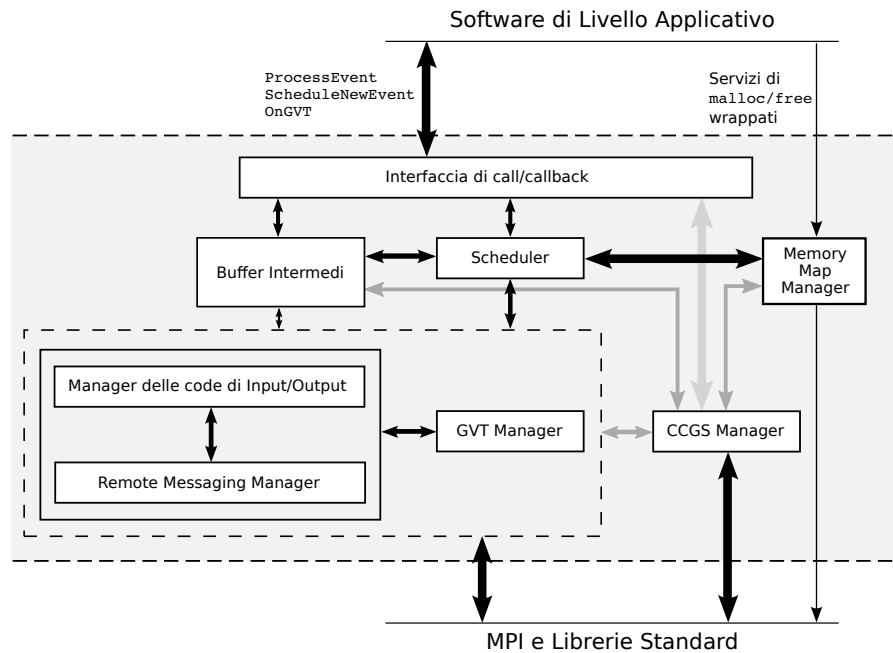 Software di Livello Applicativo
ProcessEvent
ScheduleNewEvent
OnGVT
Servizi di
malloc/free
wrappati
Interfaccia di call/callback
Buffer Intermedi
Scheduler
Memory
Map
Manager
Manager delle code di Input/Output
GVT Manager
CCGS Manager
Remote Messaging Manager
MPI e Librerie Standard